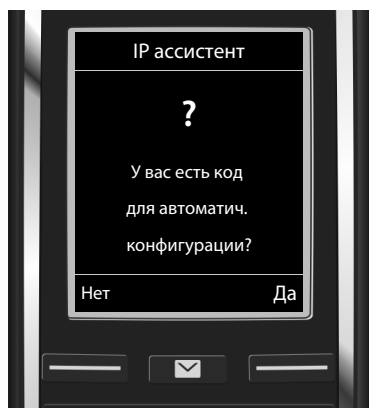 IP ассистент
?
У вас есть код
для автоматич.
конфигурации?
Нет Да